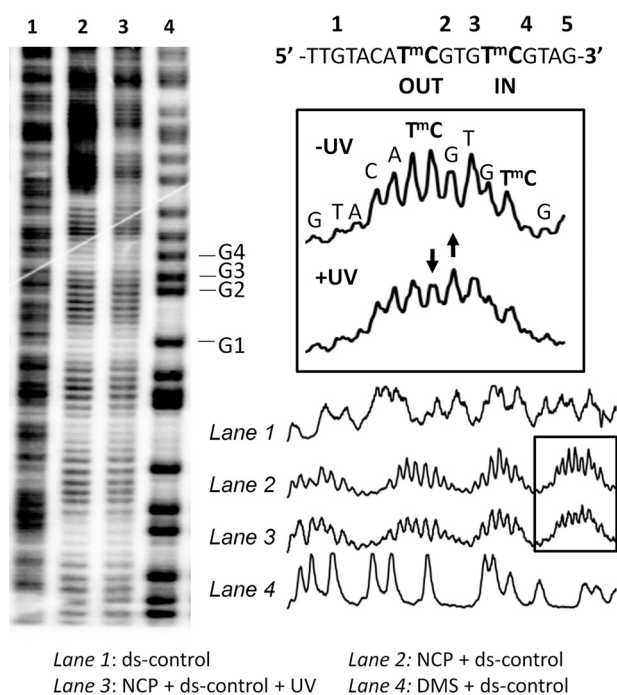 1 2 3 4
1 2 3 4 5
5' -TTGTACATᵐCGTGTᵐCGTAG-3'
OUT IN
-UV
G T A C A TᵐC G T G TᵐC G
+UV
G4
G3
G2
G1
Lane 1
Lane 2
Lane 3
Lane 4
Lane 1: ds-control
Lane 2: NCP + ds-control
Lane 3: NCP + ds-control + UV
Lane 4: DMS + control